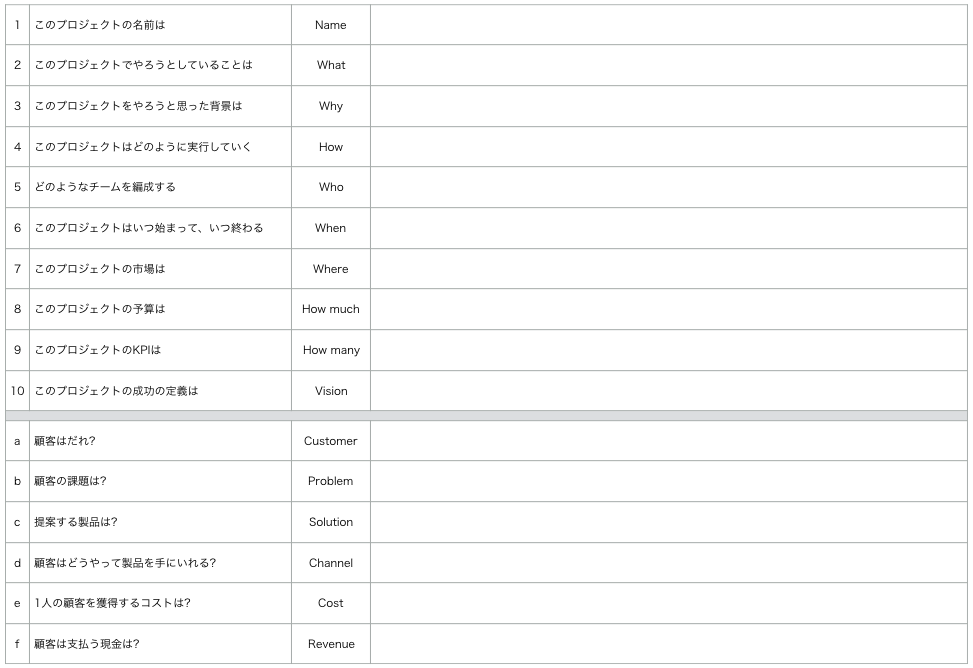 1 このプロジェクトの名前は Name
2 このプロジェクトでやろうとしていることは What
3 このプロジェクトをやろうと思った背景は Why
4 このプロジェクトはどのように実行していく How
5 どのようなチームを編成する Who
6 このプロジェクトはいつ始まって、いつ終わる When
7 このプロジェクトの市場は Where
8 このプロジェクトの予算は How much
9 このプロジェクトのKPIは How many
10 このプロジェクトの成功の定義は Vision
a 顧客はだれ? Customer
b 顧客の課題は? Problem
c 提案する製品は? Solution
d 顧客はどうやって製品を手にいれる? Channel
e 1人の顧客を獲得するコストは? Cost
f 顧客は支払う現金は? Revenue